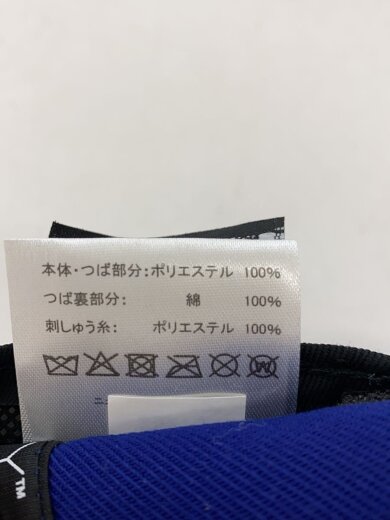 本体・つば部分:ポリエステル 100%
つば裏部分: 綿 100%
刺しゅう糸: ポリエステル 100%
TM